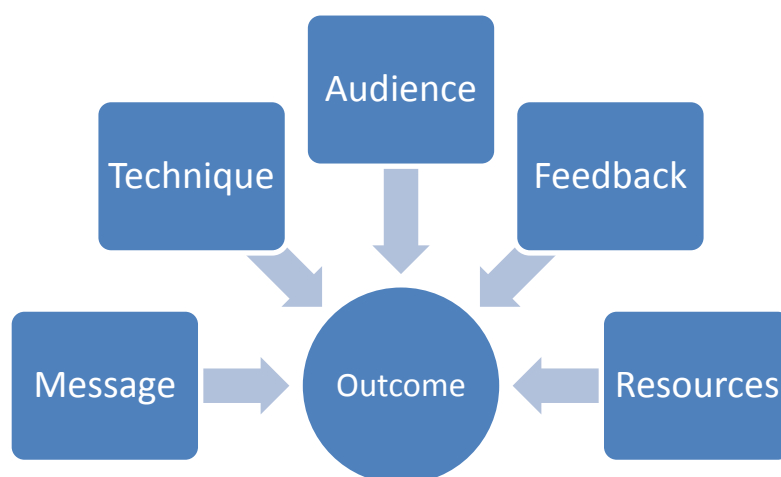 Audience
Technique
Feedback
Message
Outcome
Resources